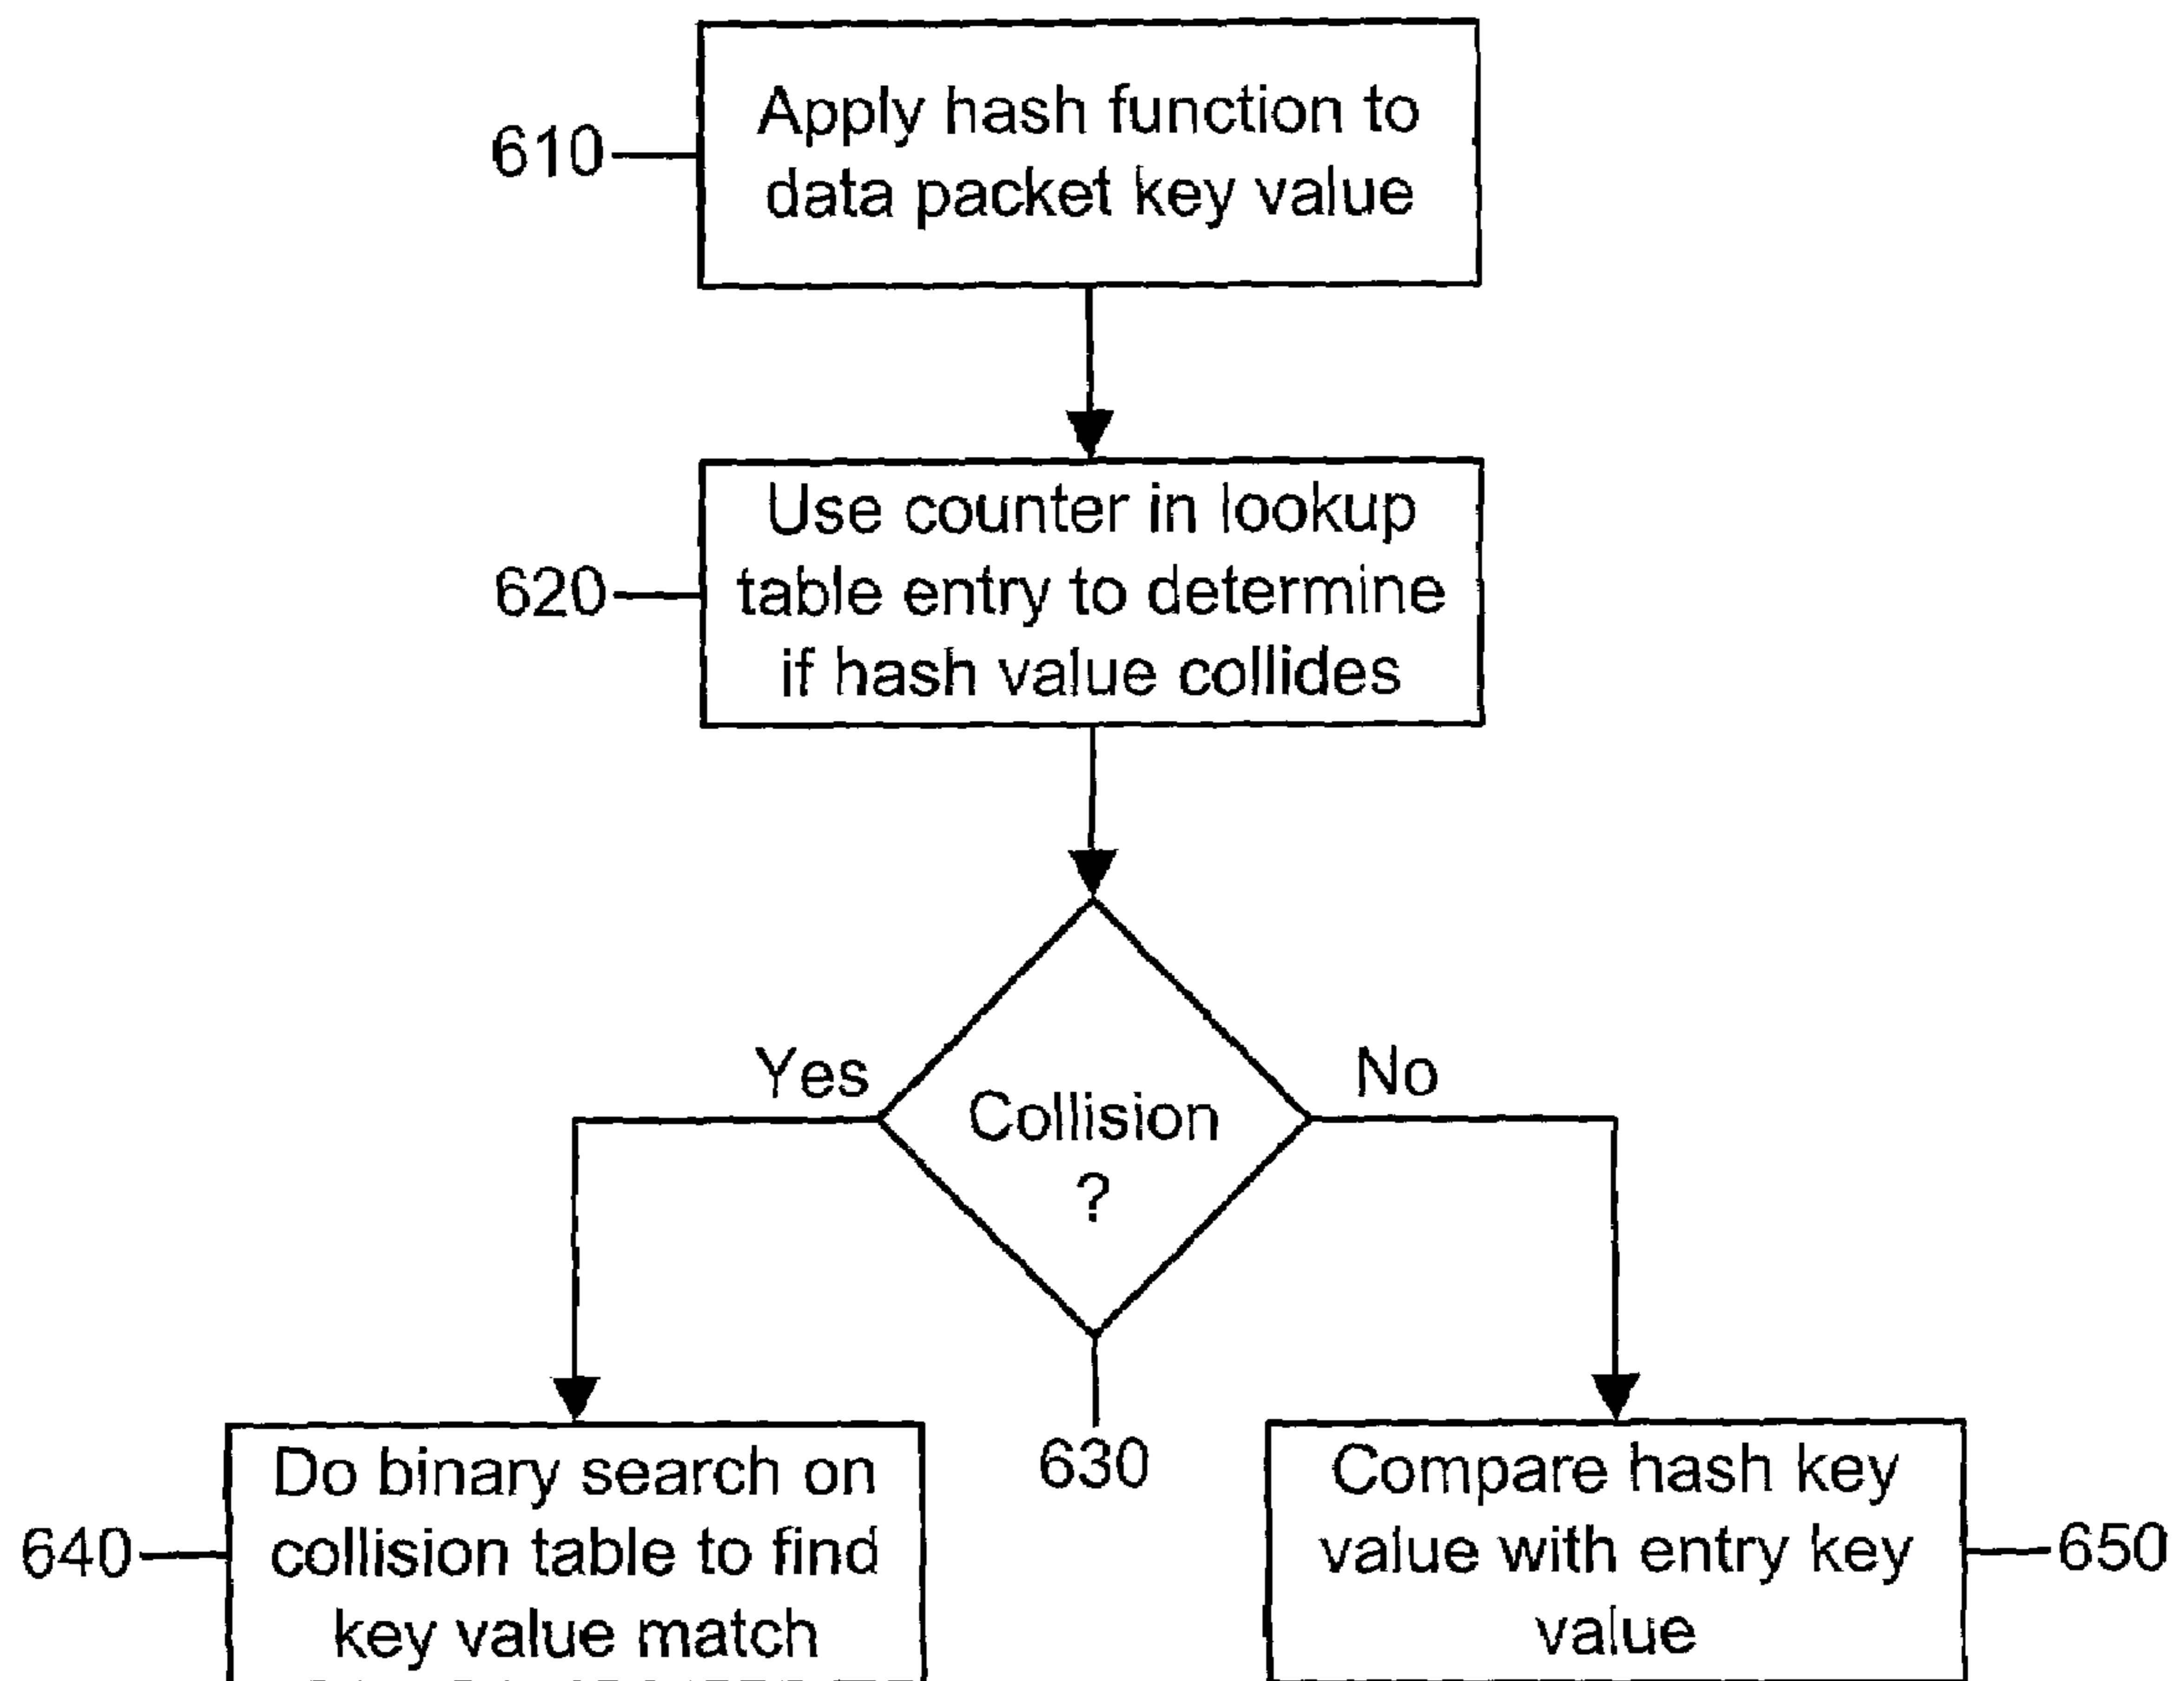 Apply hash function to
data packet key value
610
Use counter in lookup
table entry to determine
if hash value collides
620
Yes
No
Collision
?
630
Do binary search on
collision table to find
key value match
640
Compare hash key
value with entry key
value
650